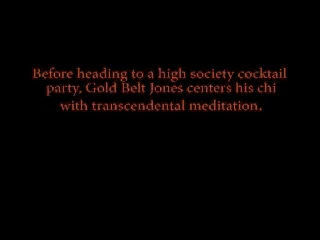 Before heading to a high society cocktail
party, Gold Belt Jones centers his chi
with transcendental meditation.